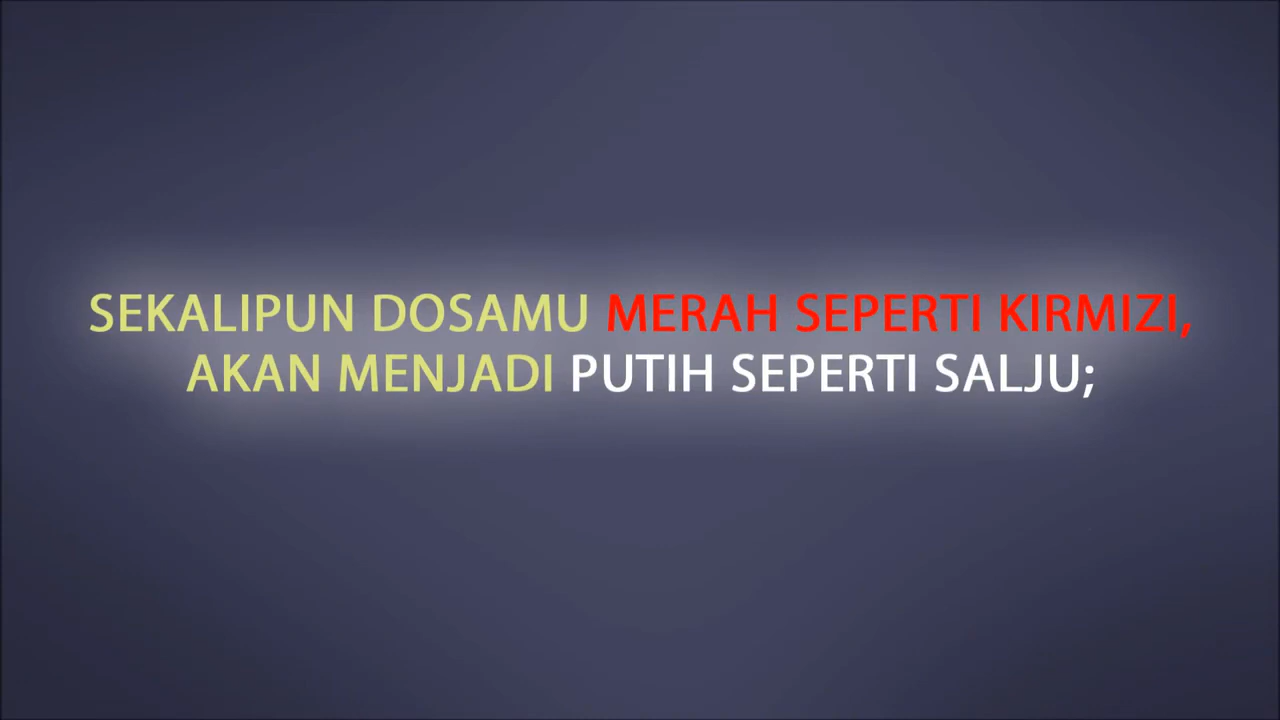 SEKALIPUN DOSAMU MERAH SEPERTI KIRMIZI,
AKAN MENJADI PUTIH SEPERTI SALJU;